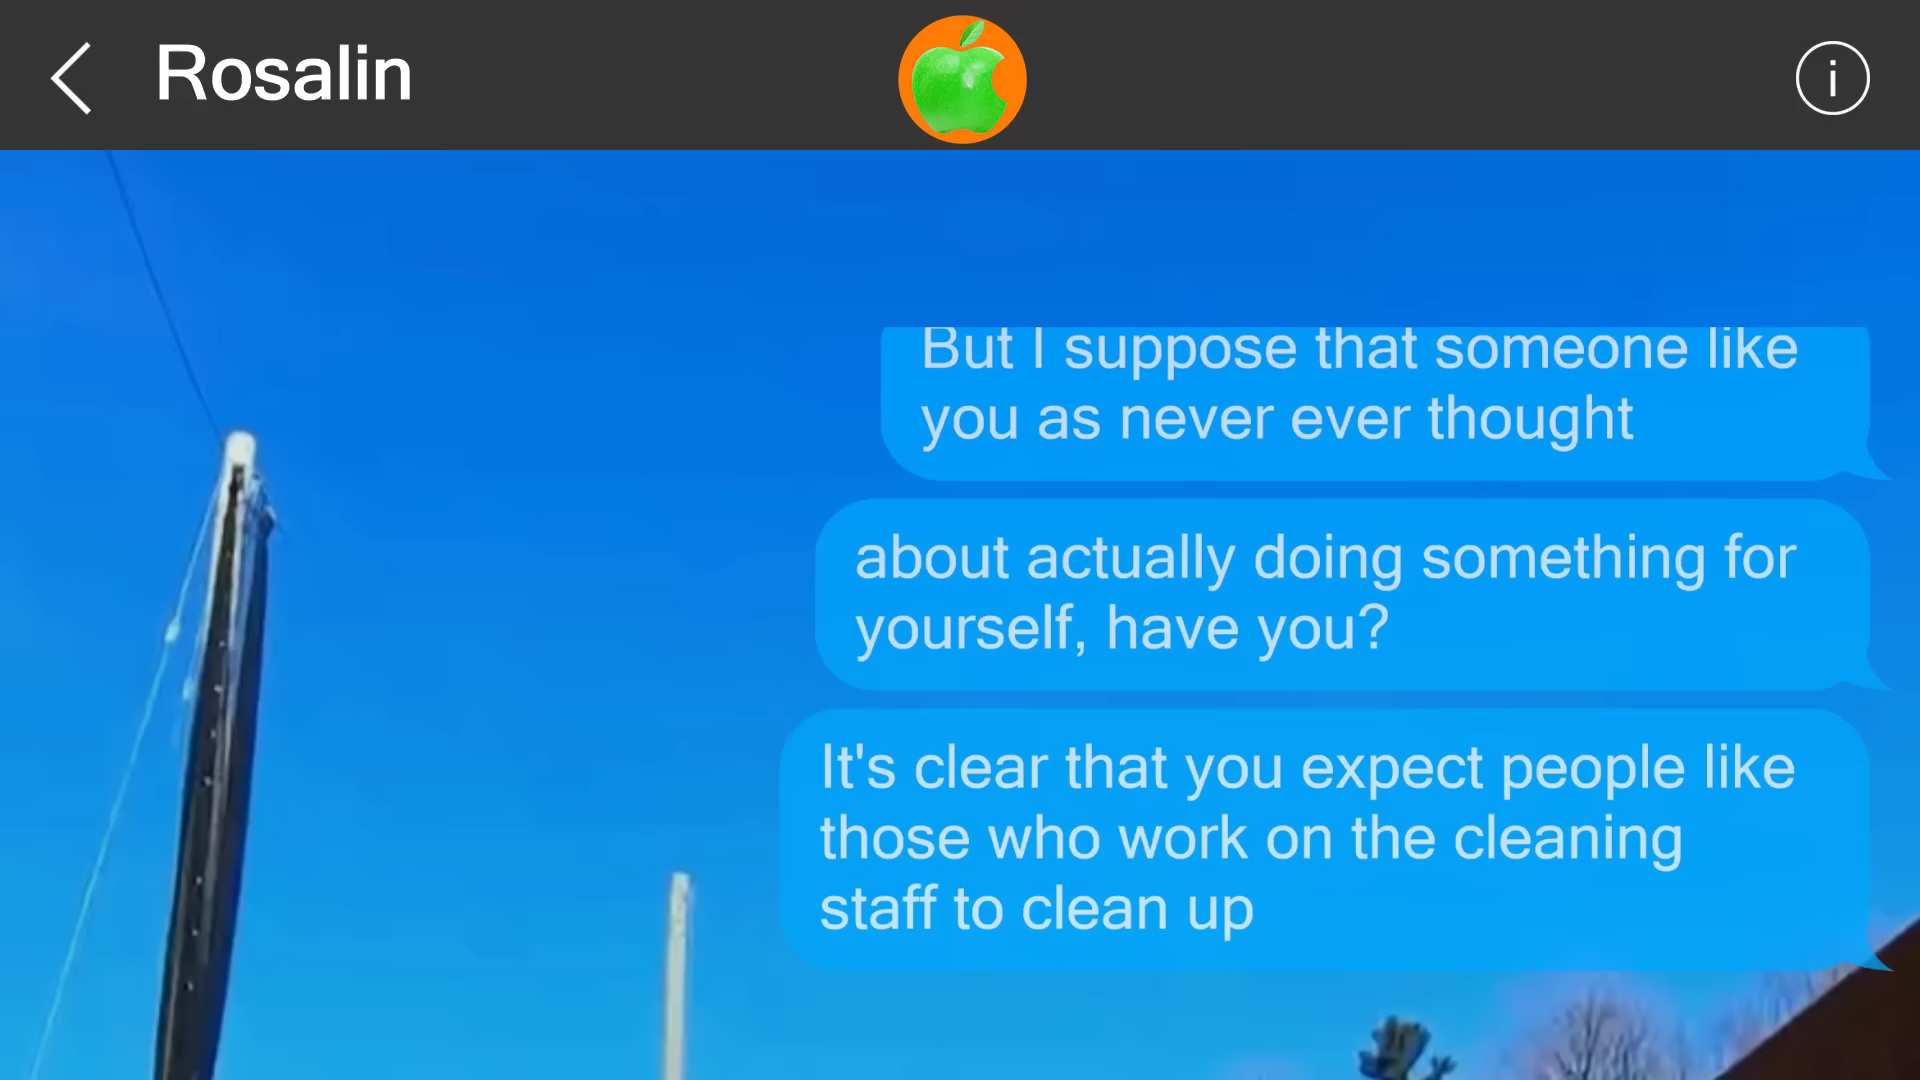 Rosalin
i
But I suppose that someone like
you as never ever thought
about actually doing something for
yourself, have you?
It's clear that you expect people like
those who work on the cleaning
staff to clean up